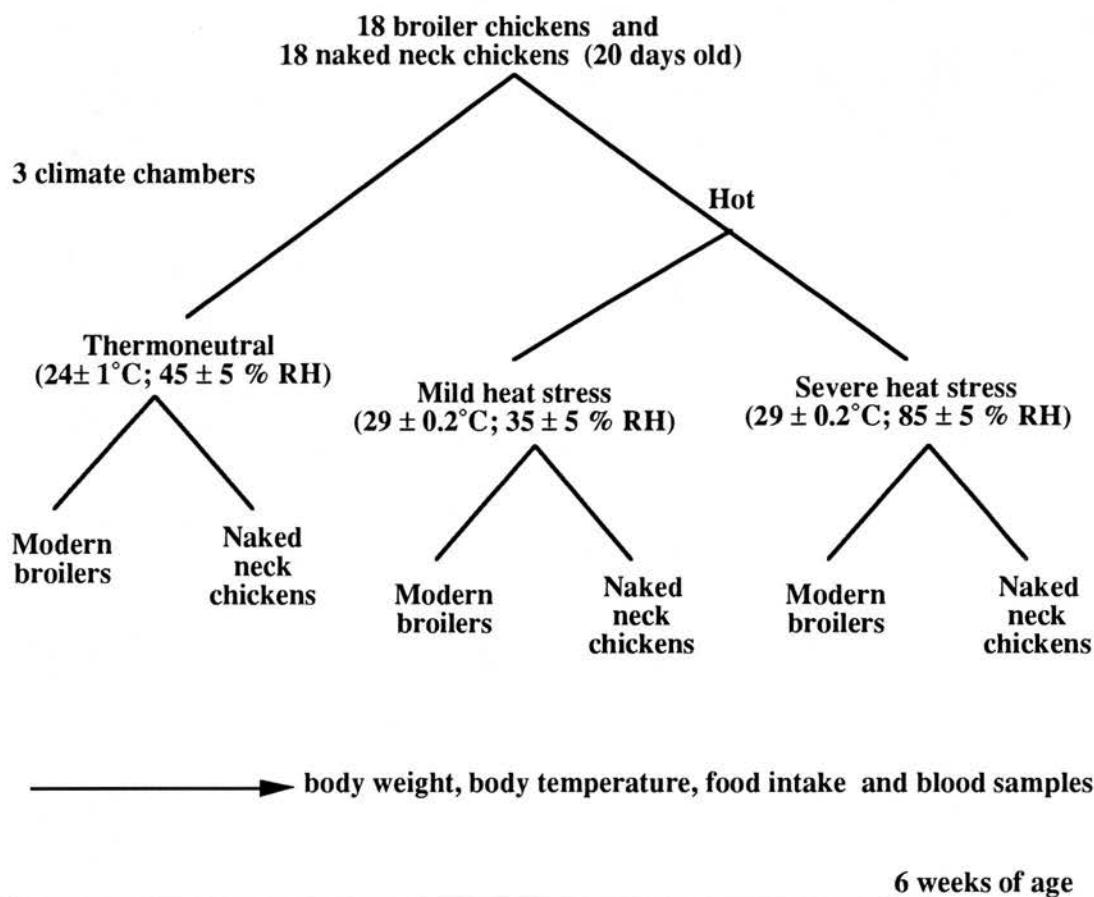 18 broiler chickens and
18 naked neck chickens (20 days old)
3 climate chambers
Hot
Thermoneutral
(24± 1°C; 45 ± 5 % RH)
Mild heat stress
(29 ± 0.2°C; 35 ± 5 % RH)
Severe heat stress
(29 ± 0.2°C; 85 ± 5 % RH)
Modern
broilers
Naked
neck
chickens
Modern
broilers
Naked
neck
chickens
Modern
broilers
Naked
neck
chickens
body weight, body temperature, food intake and blood samples
6 weeks of age